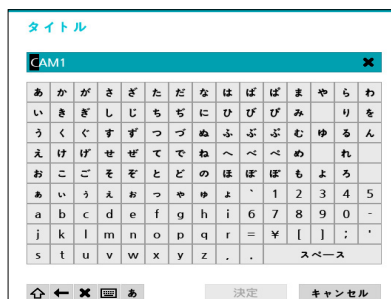 タイトル
CAM1
あ か が さ ざ た だ な は ば ぱ ま や ら わ
い き ぎ し じ ち ぢ に ひ び ぴ み り を
う く ぐ す ず つ づ ぬ ふ ぶ ぷ む ゆ る ん
え け げ せ ぜ て で ね へ べ ぺ め れ
お こ ご そ ぞ と ど の ほ ぼ ぽ も よ ろ
ぁ ぃ ぅ ぇ ぉ っ ゃ ゅ ょ ` 1 2 3 4 5
a b c d e f g h i 6 7 8 9 0 -
j k l m n o p q r = ¥ [ ] ; '
s t u v w x y z , . スペース
あ 決定 キャンセル